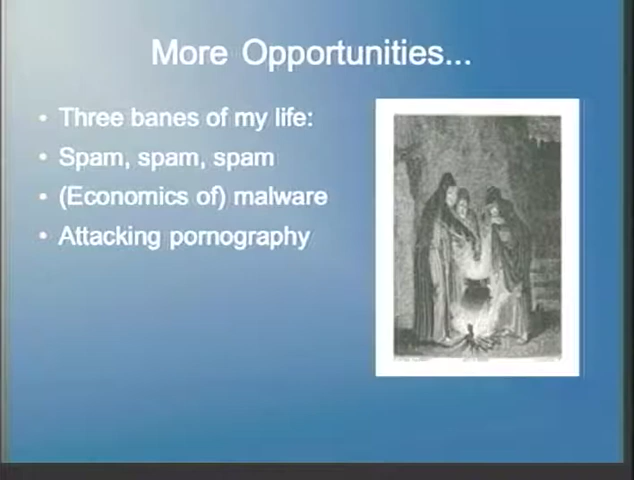 More Opportunities...
• Three banes of my life:
• Spam, spam, spam
• (Economics of) malware
• Attacking pornography